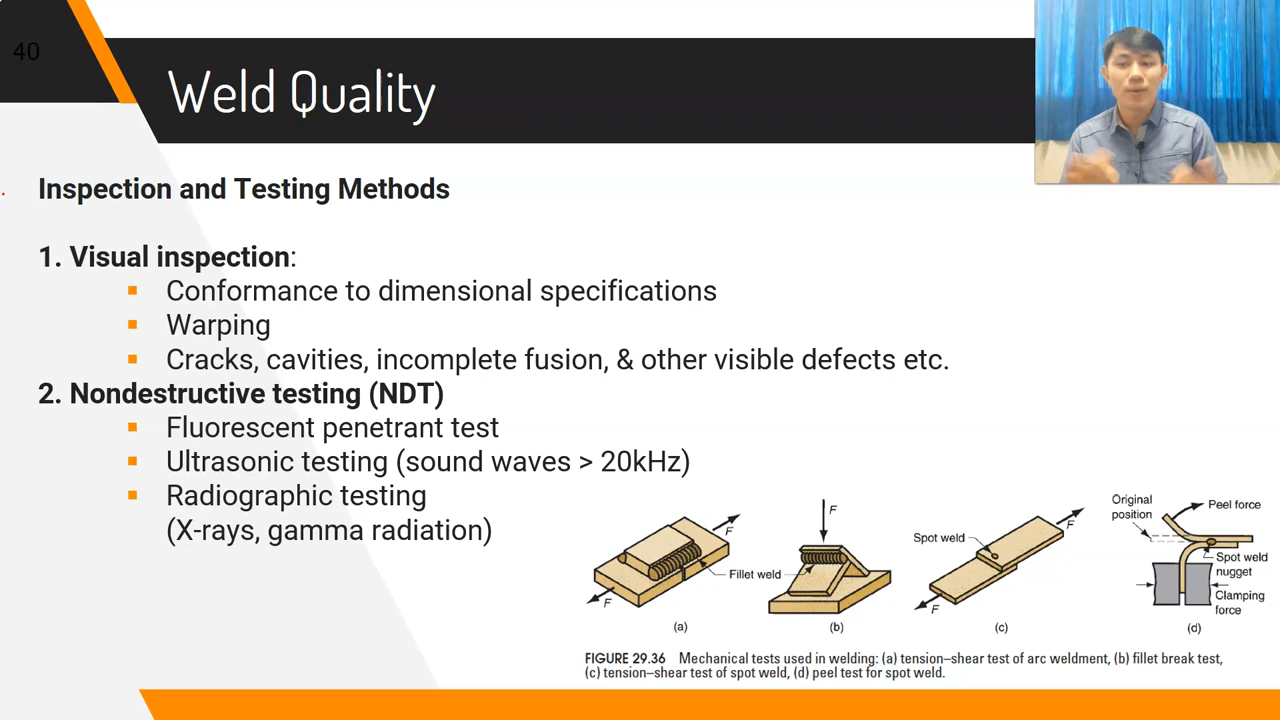 40
Weld Quality
Inspection and Testing Methods
1. Visual inspection:
▪ Conformance to dimensional specifications
▪ Warping
▪ Cracks, cavities, incomplete fusion, & other visible defects etc.
2. Nondestructive testing (NDT)
▪ Fluorescent penetrant test
▪ Ultrasonic testing (sound waves > 20kHz)
▪ Radiographic testing
(X-rays, gamma radiation)
F
F
Fillet weld
(a)
F
(b)
Spot weld
F
F
(c)
Original
position
Peel force
Spot weld
nugget
Clamping
force
(d)
FIGURE 29.36 Mechanical tests used in welding: (a) tension–shear test of arc weldment, (b) fillet break test,
(c) tension–shear test of spot weld, (d) peel test for spot weld.